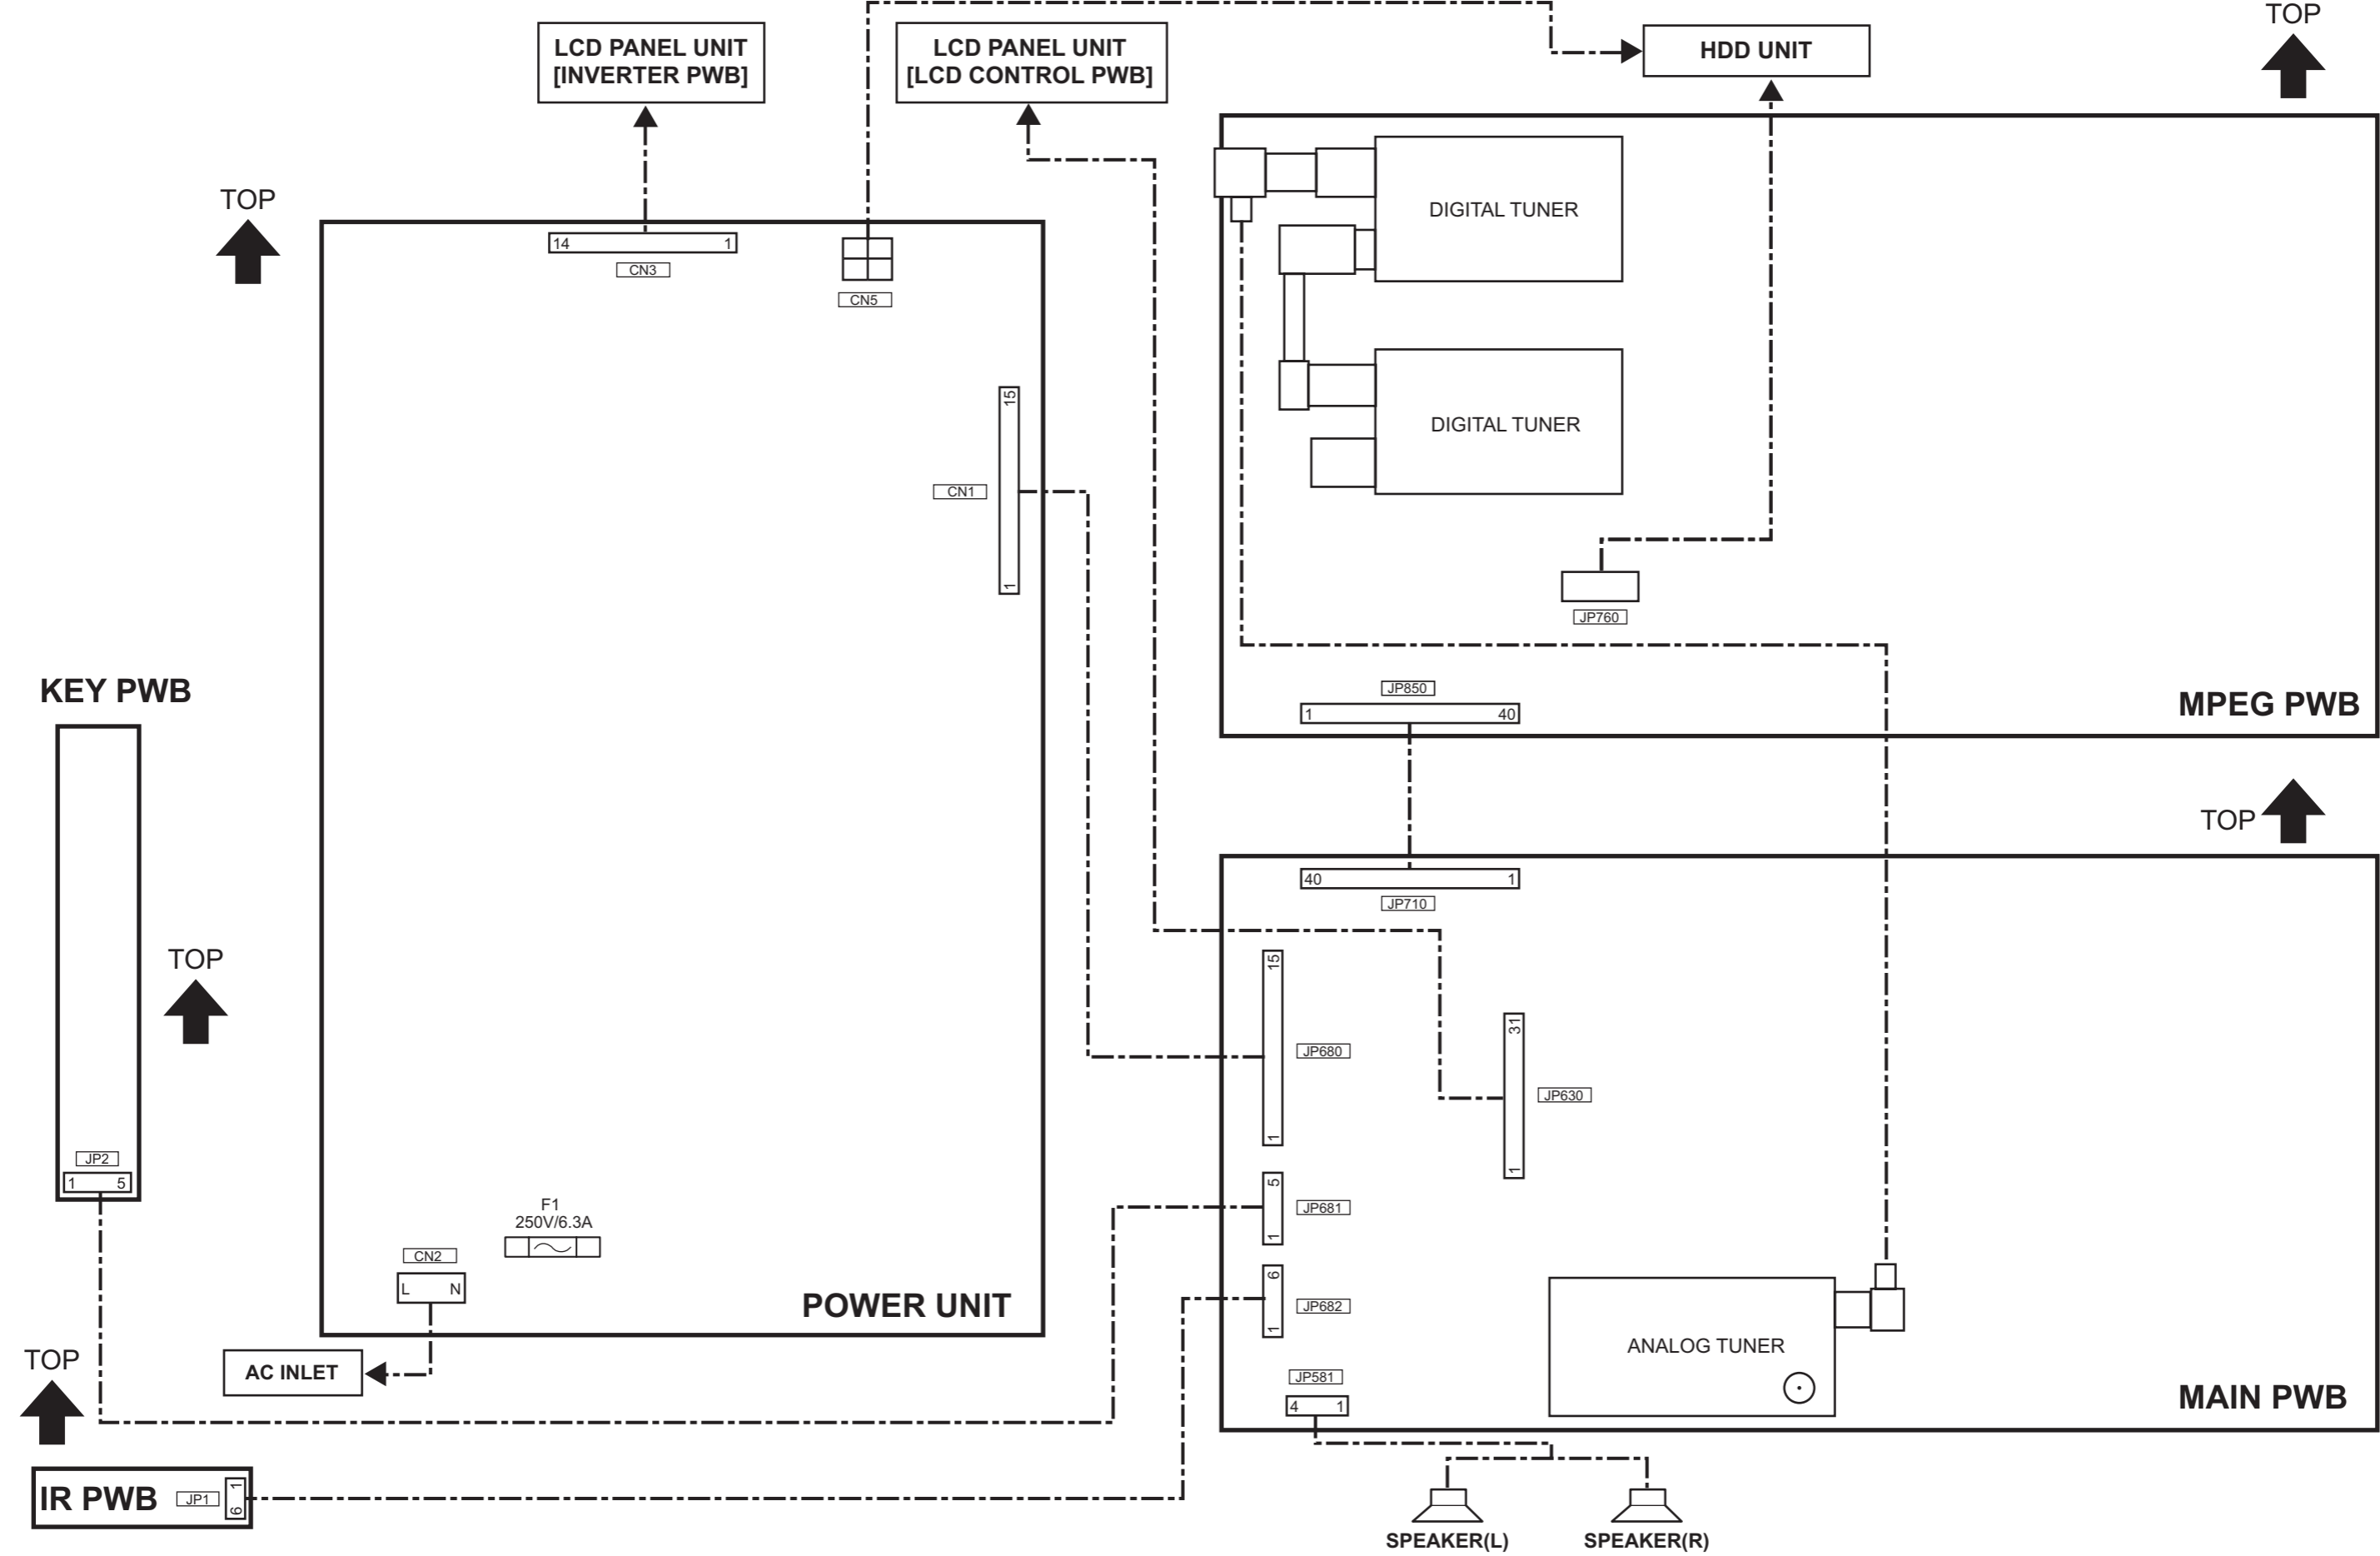 LCD PANEL UNIT
[INVERTER PWB]
LCD PANEL UNIT
[LCD CONTROL PWB]
HDD UNIT
TOP
TOP
14 1
CN3
CN5
15
CN1
1
DIGITAL TUNER
DIGITAL TUNER
JP760
JP850
1 40
MPEG PWB
KEY PWB
TOP
JP2
1 5
F1
250V/6.3A
CN2
L N
POWER UNIT
AC INLET
TOP
40 1
JP710
15
JP680
1
31
JP630
1
5
JP681
1
6
JP682
1
JP581
4 1
ANALOG TUNER
MAIN PWB
TOP
IR PWB
JP1
1
6
SPEAKER(L)
SPEAKER(R)